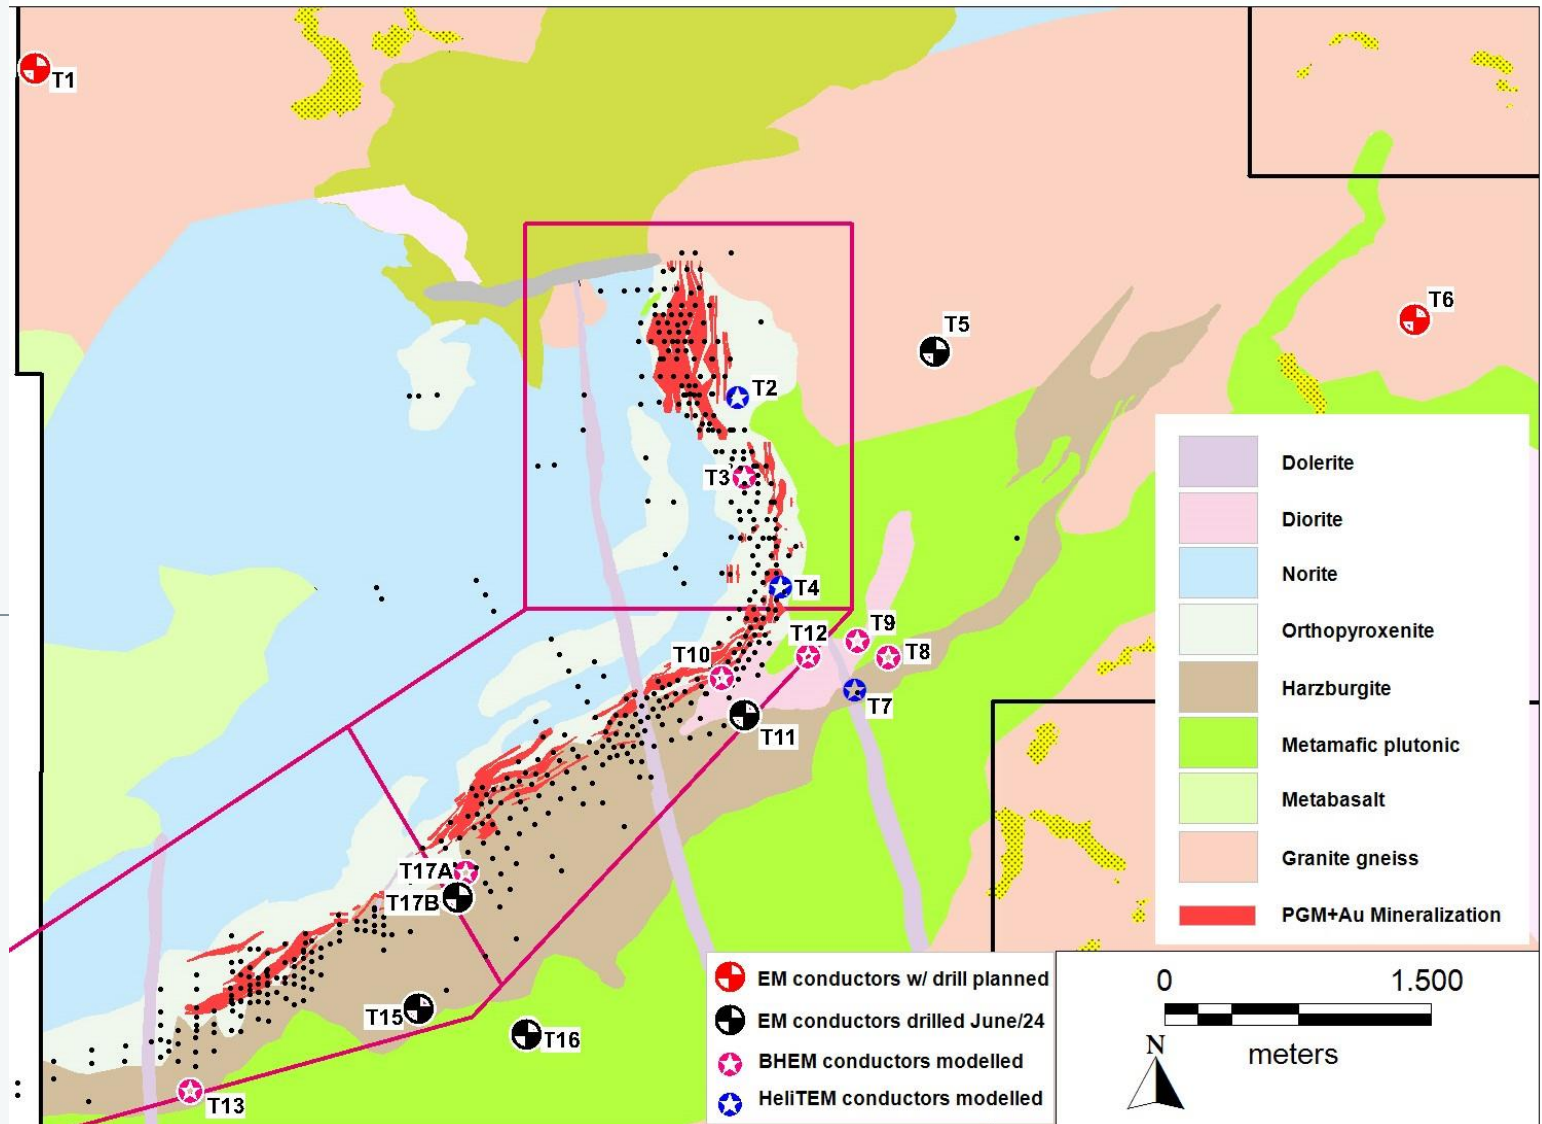 T1
T6
T5
T2
T3
T4
T9
T12
T8
T10
T7
T11
T17A
T17B
T15
T16
T13
Dolerite
Diorite
Norite
Orthopyroxenite
Harzburgite
Metamafic plutonic
Metabasalt
Granite gneiss
PGM+Au Mineralization
EM conductors w/ drill planned
EM conductors drilled June/24
BHEM conductors modelled
HeliTEM conductors modelled
0 1.500
meters
N